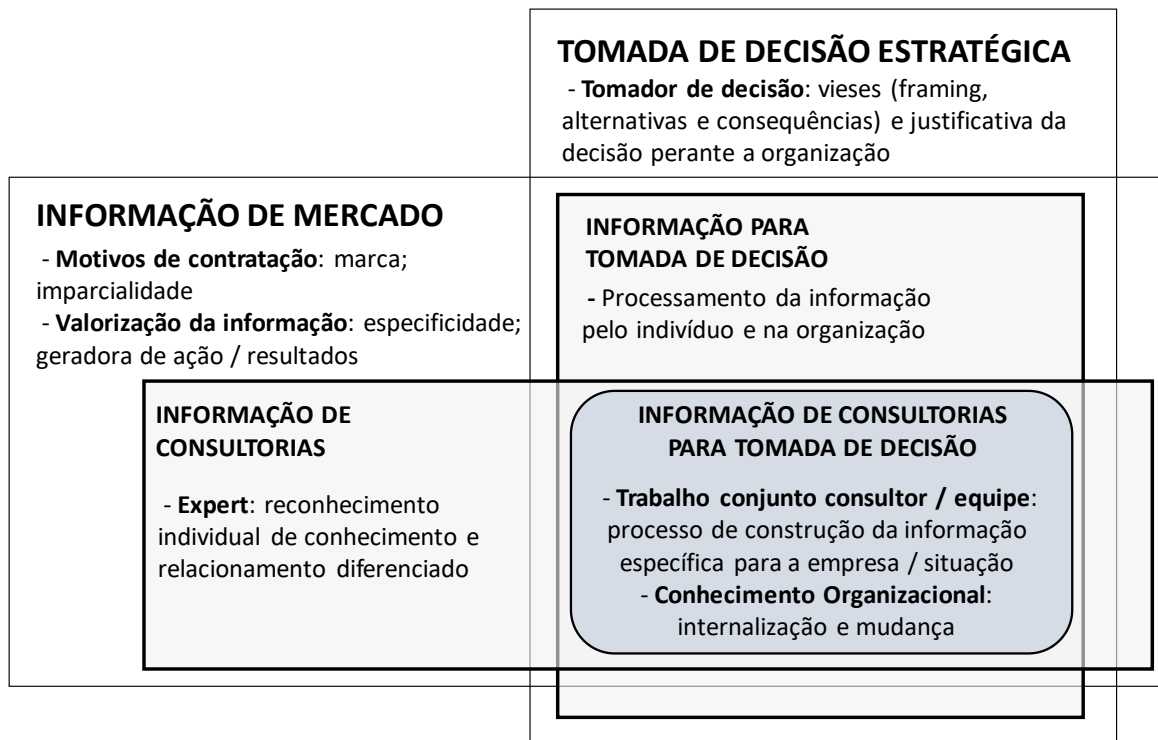 TOMADA DE DECISÃO ESTRATÉGICA
- Tomador de decisão: vieses (framing,
alternativas e consequências) e justificativa da
decisão perante a organização
INFORMAÇÃO DE MERCADO
- Motivos de contratação: marca;
imparcialidade
- Valorização da informação: especificidade;
geradora de ação / resultados
INFORMAÇÃO PARA
TOMADA DE DECISÃO
- Processamento da informação
pelo indivíduo e na organização
INFORMAÇÃO DE
CONSULTORIAS
- Expert: reconhecimento
individual de conhecimento e
relacionamento diferenciado
INFORMAÇÃO DE CONSULTORIAS
PARA TOMADA DE DECISÃO
- Trabalho conjunto consultor / equipe:
processo de construção da informação
específica para a empresa / situação
- Conhecimento Organizacional:
internalização e mudança